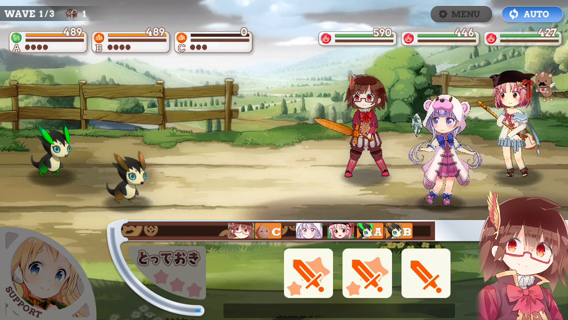 WAVE 1/3 1
MENU
AUTO
489
489
0
A
B
C
590
446
427
C A B
とっておき
SUPPORT